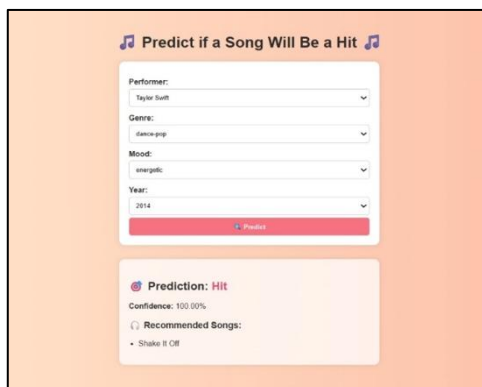 🎵 Predict if a Song Will Be a Hit 🎵
Performer:
Taylor Swift
Genre:
dance-pop
Mood:
energetic
Year:
2014
Predict
🎯 Prediction: Hit
Confidence: 100.00%
🎧 Recommended Songs:
• Shake It Off